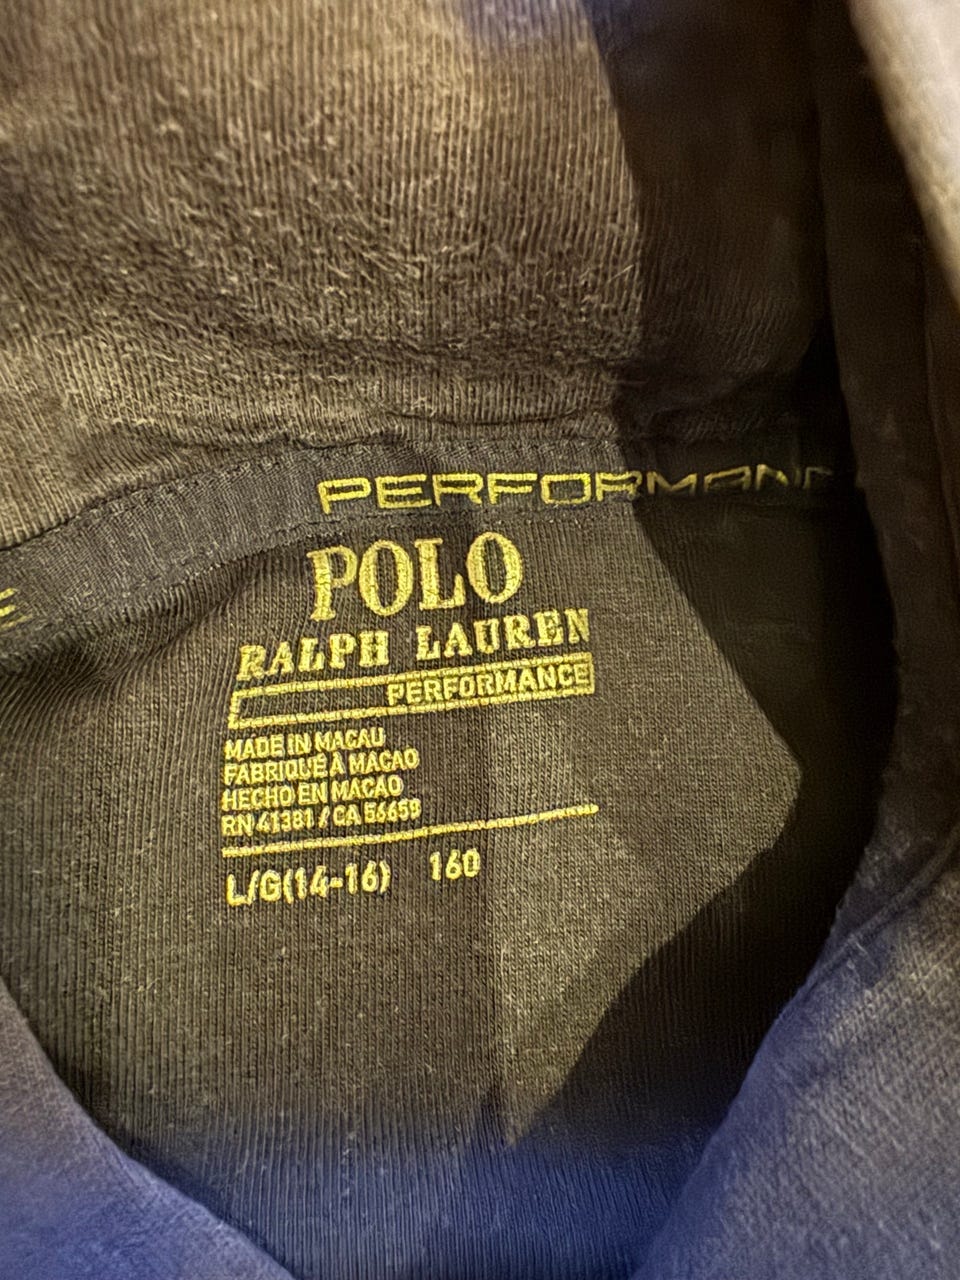 PERFORMAN
POLO
RALPH LAUREN
PERFORMANCE
MADE IN MACAU
FABRIQUÉ À MACAO
HECHO EN MACAO
RN 41381 / CA 56659
L/G(14-16) 160